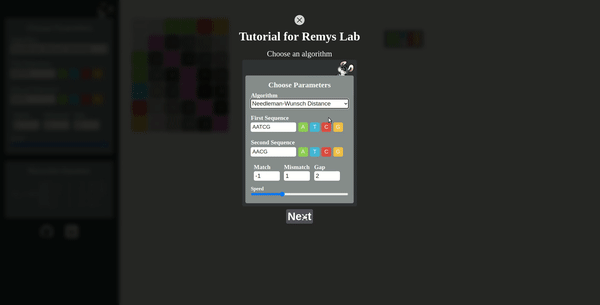 Tutorial for Remys Lab
Choose an algorithm
Choose Parameters
Algorithm
Needleman-Wunsch Distance
First Sequence
AATCG A T C G
Second Sequence
AACG A T C G
Match Mismatch Gap
-1 1 2
Speed
Next